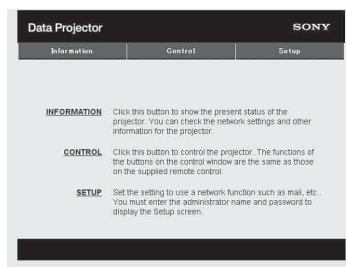 Data Projector SONY
Information Control Setup
INFORMATION Click this button to show the present status of the
projector. You can check the network settings and other
information for the projector.
CONTROL Click this button to control the projector. The functions of
the buttons on the control window are the same as those
on the supplied remote control.
SETUP Set the setting to use a network function such as mail, etc..
You must enter the administrator name and password to
display the Setup screen.